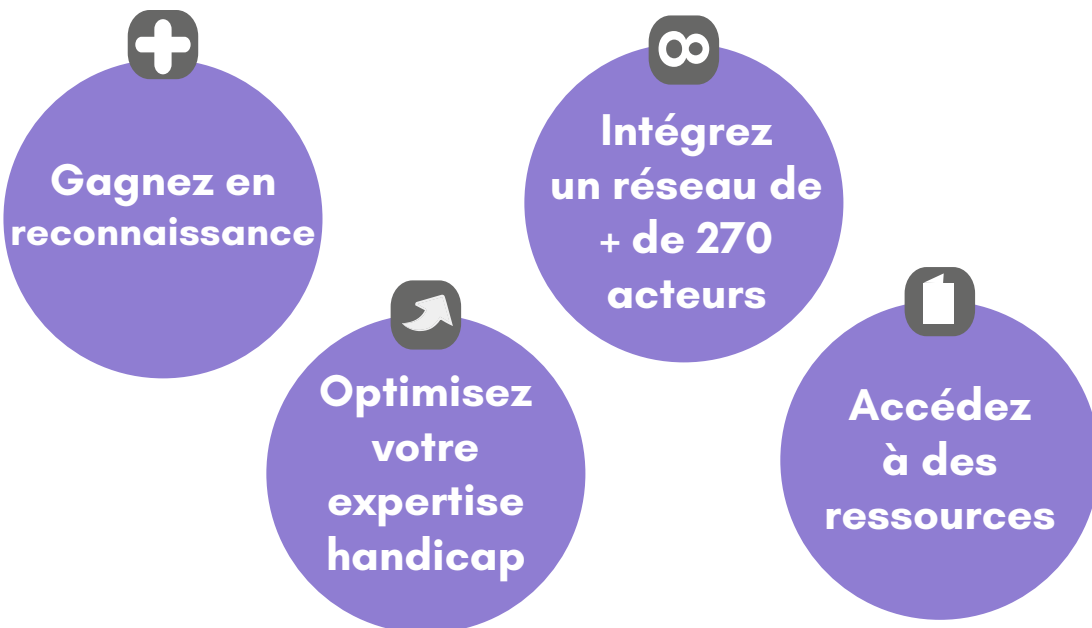 Gagnez en
reconnaissance
Optimisez
votre
expertise
handicap
Intégrez
un réseau de
+ de 270
acteurs
Accédez
à des
ressources